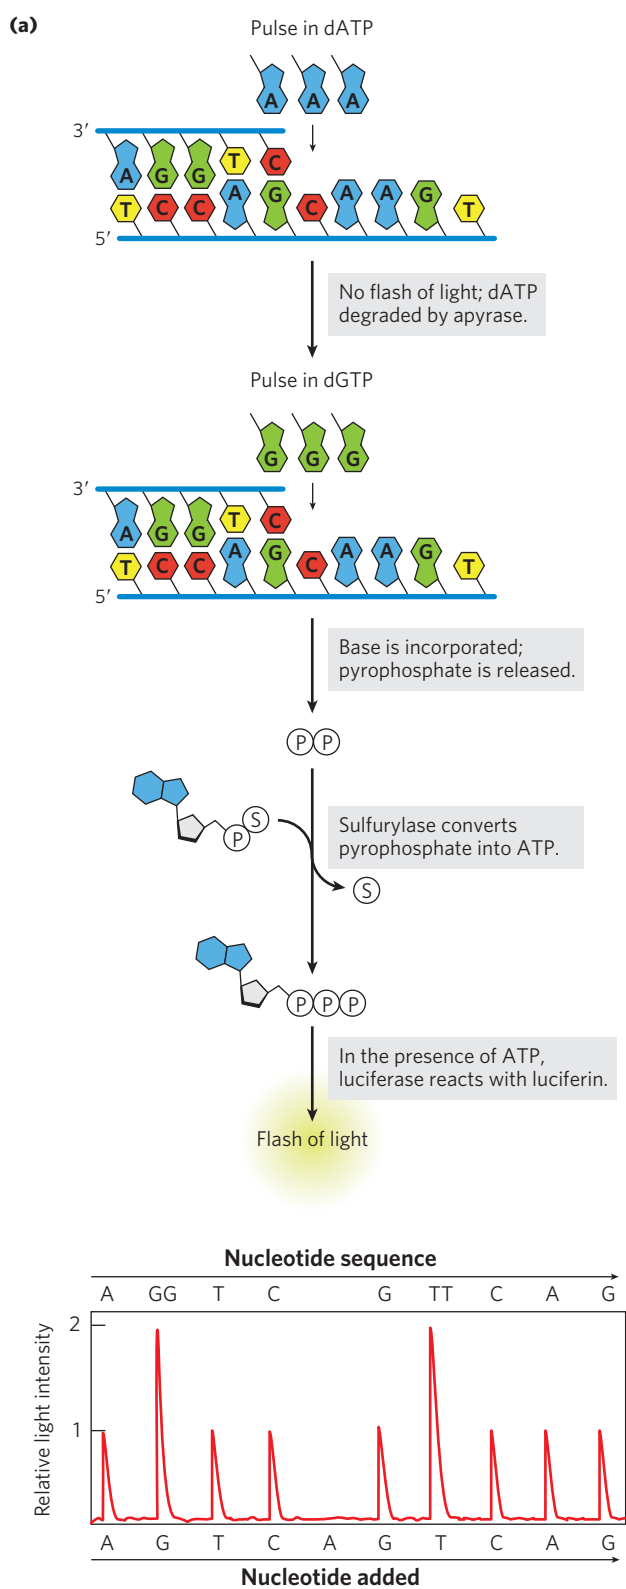 (a)
Pulse in dATP
A A A
3′
A G G T C
T C C A G C A A G T
5′
No flash of light; dATP
degraded by apyrase.
Pulse in dGTP
G G G
3′
A G G T C
T C C A G C A A G T
5′
Base is incorporated;
pyrophosphate is released.
P P
S
P
Sulfurylase converts
pyrophosphate into ATP.
S
P P P
In the presence of ATP,
luciferase reacts with luciferin.
Flash of light
Nucleotide sequence
A GG T C G TT C A G
2
1
Relative light intensity
A G T C A G T C A G
Nucleotide added